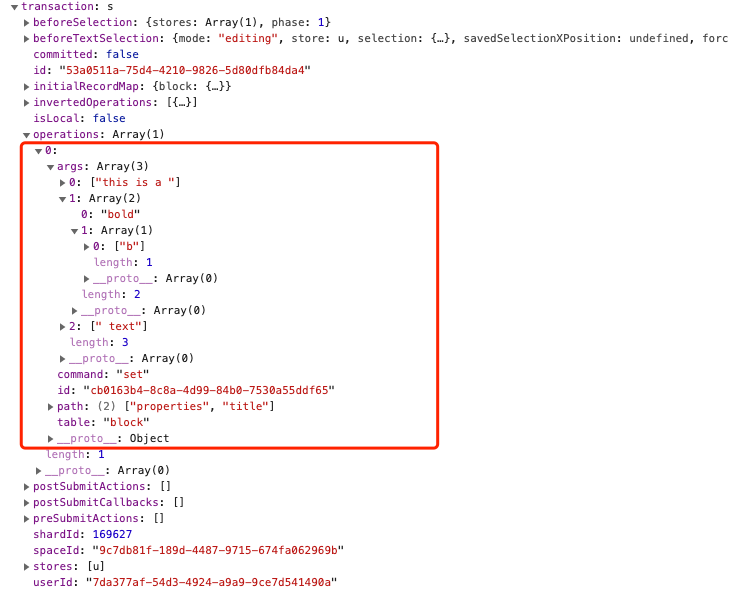 transaction: s
beforeSelection: {stores: Array(1), phase: 1}
beforeTextSelection: {mode: "editing", store: u, selection: {…}, savedSelectionXPosition: undefined, forc
committed: false
id: "53a0511a-75d4-4210-9826-5d80dfb84da4"
initialRecordMap: {block: {…}}
invertedOperations: [{…}]
isLocal: false
operations: Array(1)
0:
args: Array(3)
0: ["this is a "]
1: Array(2)
0: "bold"
1: Array(1)
0: ["b"]
length: 1
__proto__: Array(0)
length: 2
__proto__: Array(0)
2: [" text"]
length: 3
__proto__: Array(0)
command: "set"
id: "cb0163b4-8c8a-4d99-84b0-7530a55ddf65"
path: (2) ["properties", "title"]
table: "block"
__proto__: Object
length: 1
__proto__: Array(0)
postSubmitActions: []
postSubmitCallbacks: []
preSubmitActions: []
shardId: 169627
spaceId: "9c7db81f-189d-4487-9715-674fa062969b"
stores: [u]
userId: "7da377af-54d3-4924-a9a9-9ce7d541490a"